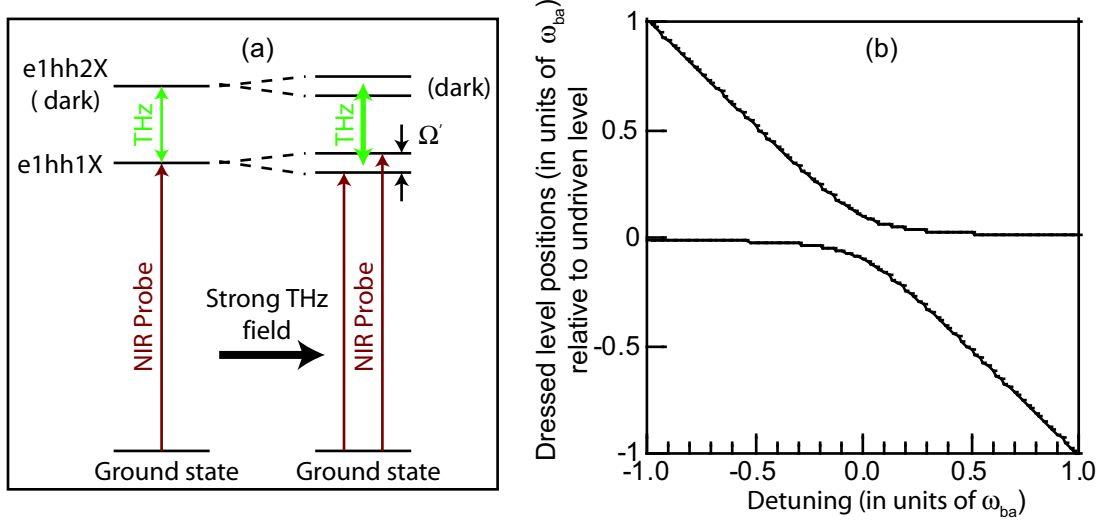 (a)
e1hh2X
( dark)
(dark)
THz
THz
Ω′
e1hh1X
NIR Probe
NIR Probe
Strong THz
field
Ground state
Ground state
(b)
Dressed level positions (in units of ω_ba)
relative to undriven level
1
0.5
0
-0.5
-1
-1.0
-0.5
0.0
0.5
1.0
Detuning (in units of ω_ba)